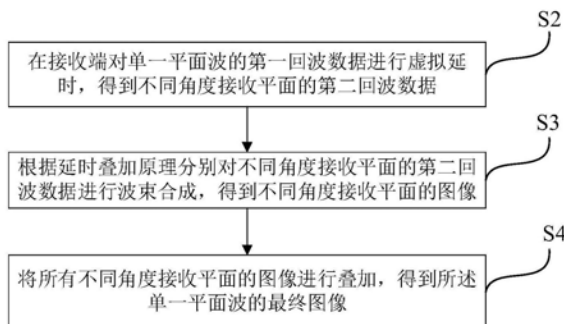 S2
在接收端对单一平面波的第一回波数据进行虚拟延
时，得到不同角度接收平面的第二回波数据
S3
根据延时叠加原理分别对不同角度接收平面的第二回
波数据进行波束合成，得到不同角度接收平面的图像
S4
将所有不同角度接收平面的图像进行叠加，得到所述
单一平面波的最终图像